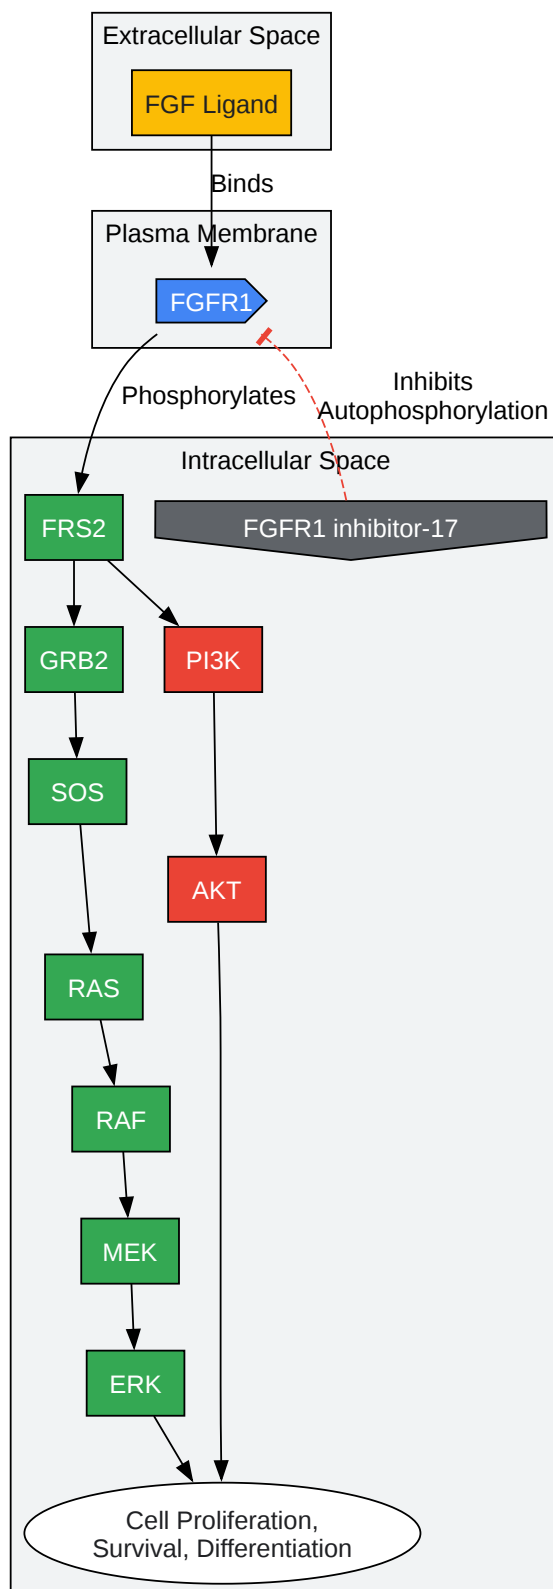 Extracellular Space
FGF Ligand
Binds
Plasma Membrane
FGFR1
Phosphorylates
Inhibits
Autophosphorylation
Intracellular Space
FRS2
FGFR1 inhibitor-17
GRB2
PI3K
SOS
AKT
RAS
RAF
MEK
ERK
Cell Proliferation,
Survival, Differentiation